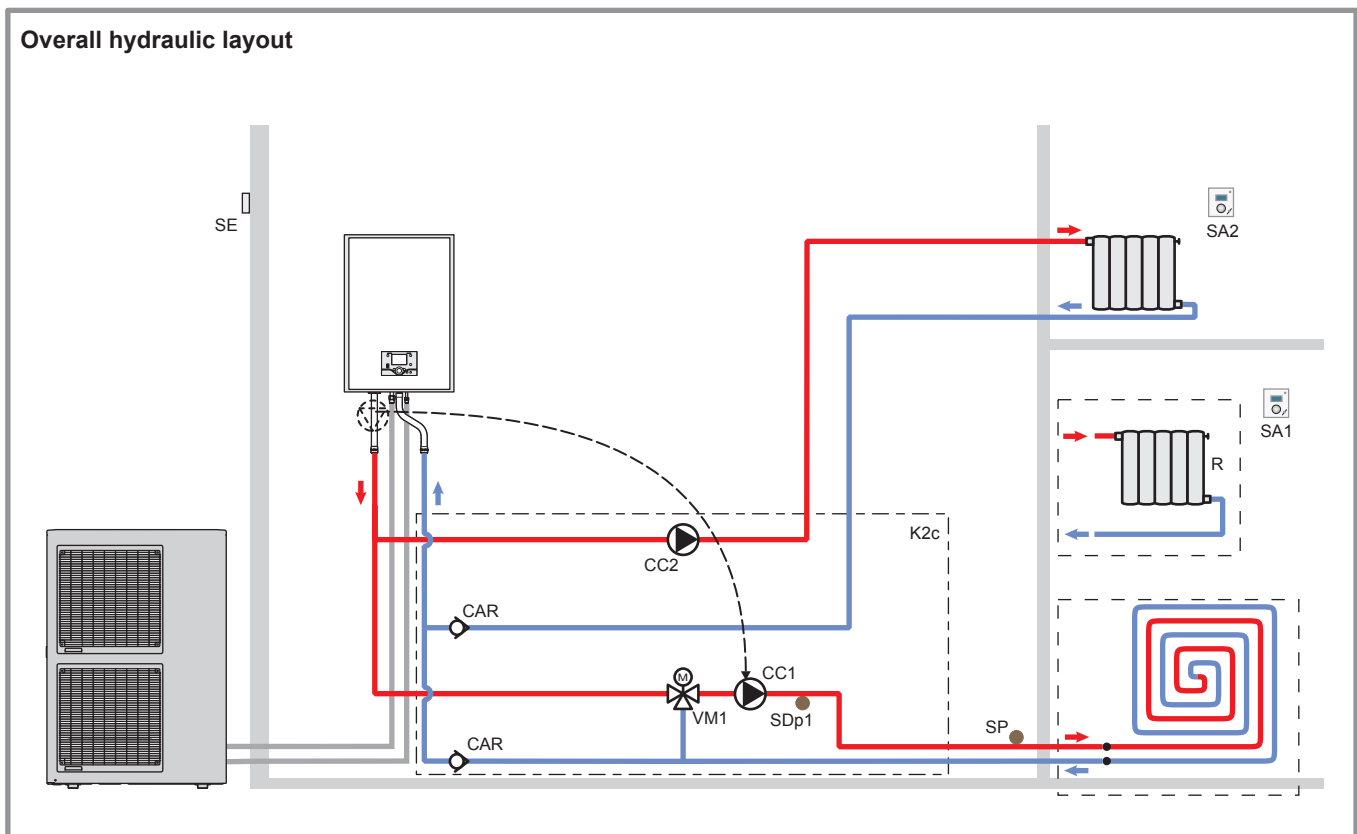 Overall hydraulic layout
SE
SA2
SA1
R
K2c
CC2
CAR
M
CC1
VM1
SDp1
SP
CAR